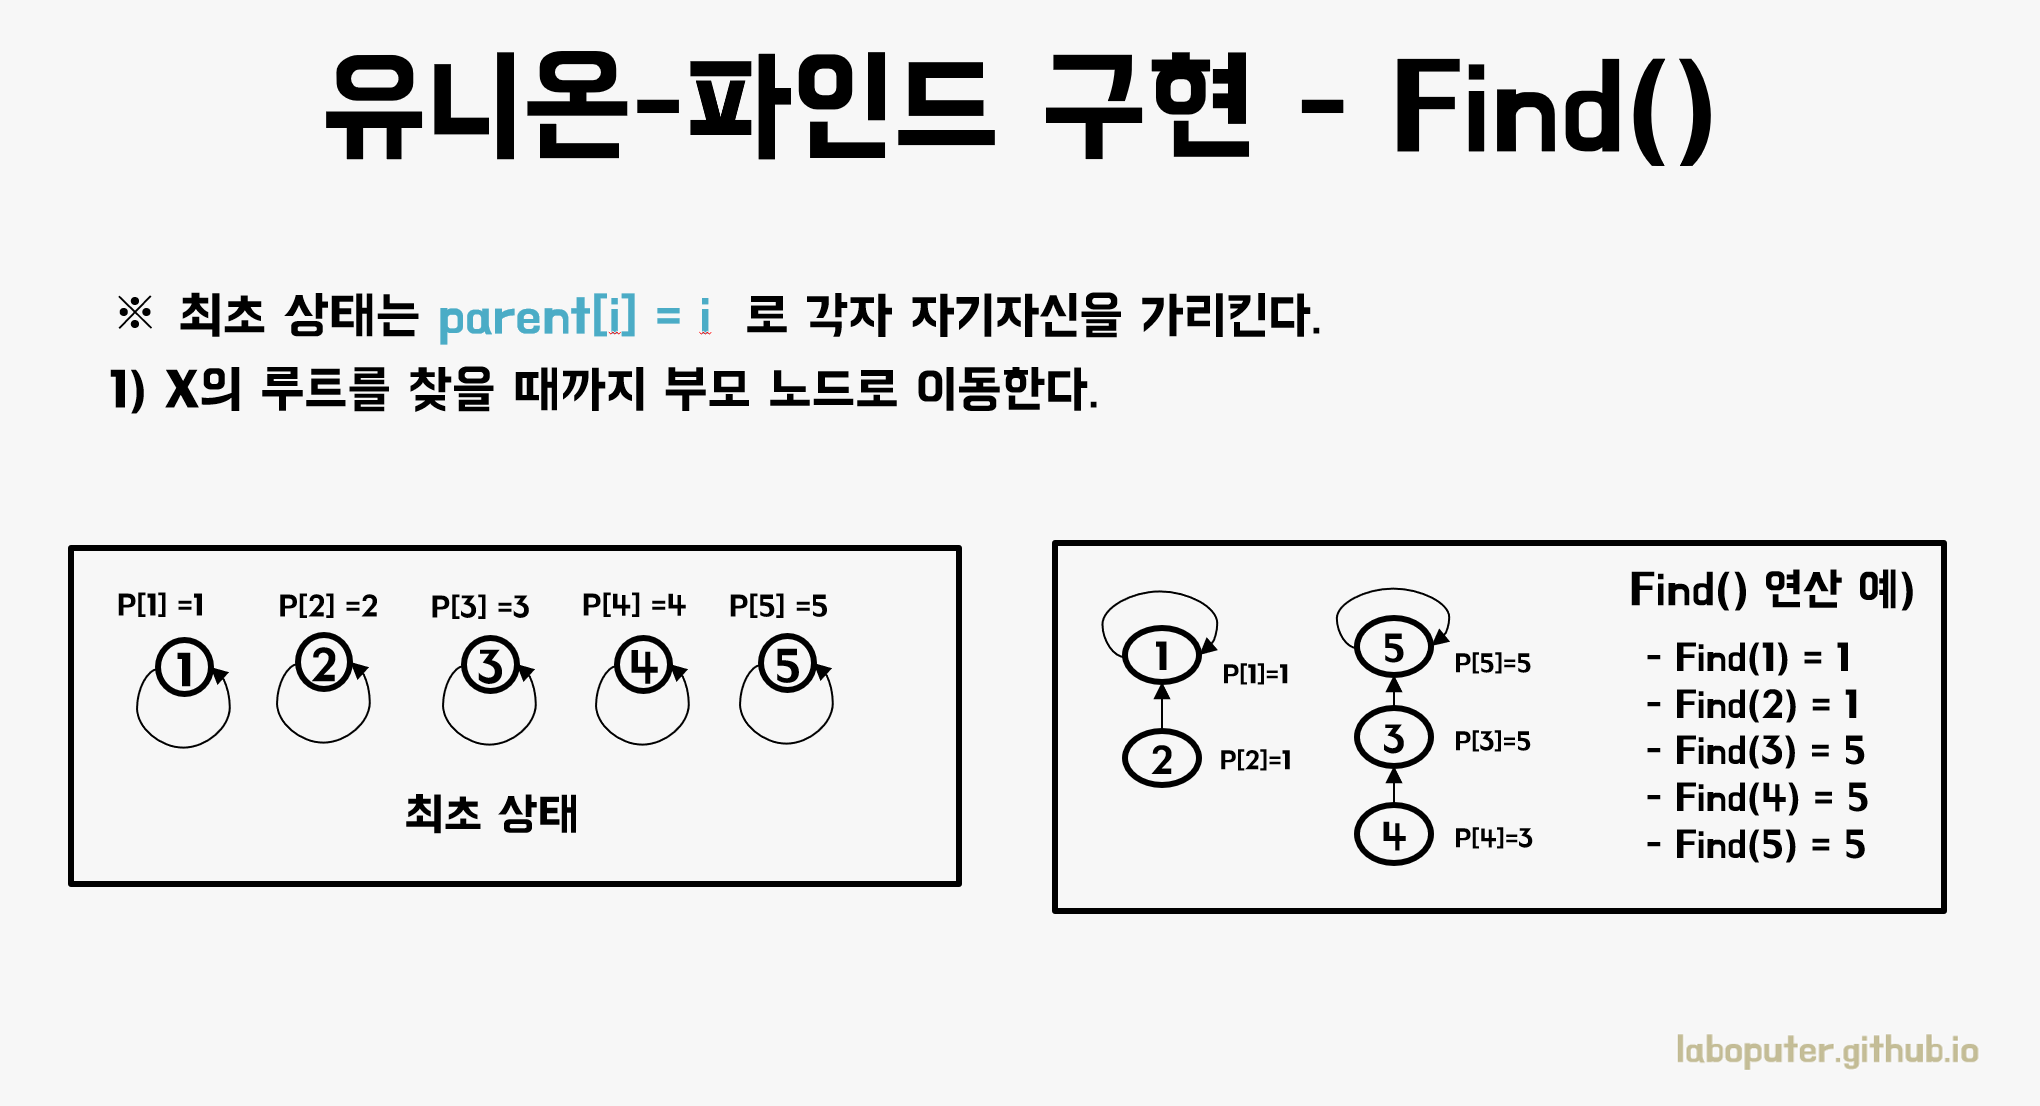 유니온-파인드 구현 - Find()
※ 최초 상태는 parent[i] = i 로 각자 자기자신을 가리킨다.
1) X의 루트를 찾을 때까지 부모 노드로 이동한다.
P[1] =1 P[2] =2 P[3] =3 P[4] =4 P[5] =5
1 2 3 4 5
최초 상태
1
P[1]=1
2
P[2]=1
5
P[5]=5
3
P[3]=5
4
P[4]=3
Find() 연산 예)
- Find(1) = 1
- Find(2) = 1
- Find(3) = 5
- Find(4) = 5
- Find(5) = 5
laboputer.github.io